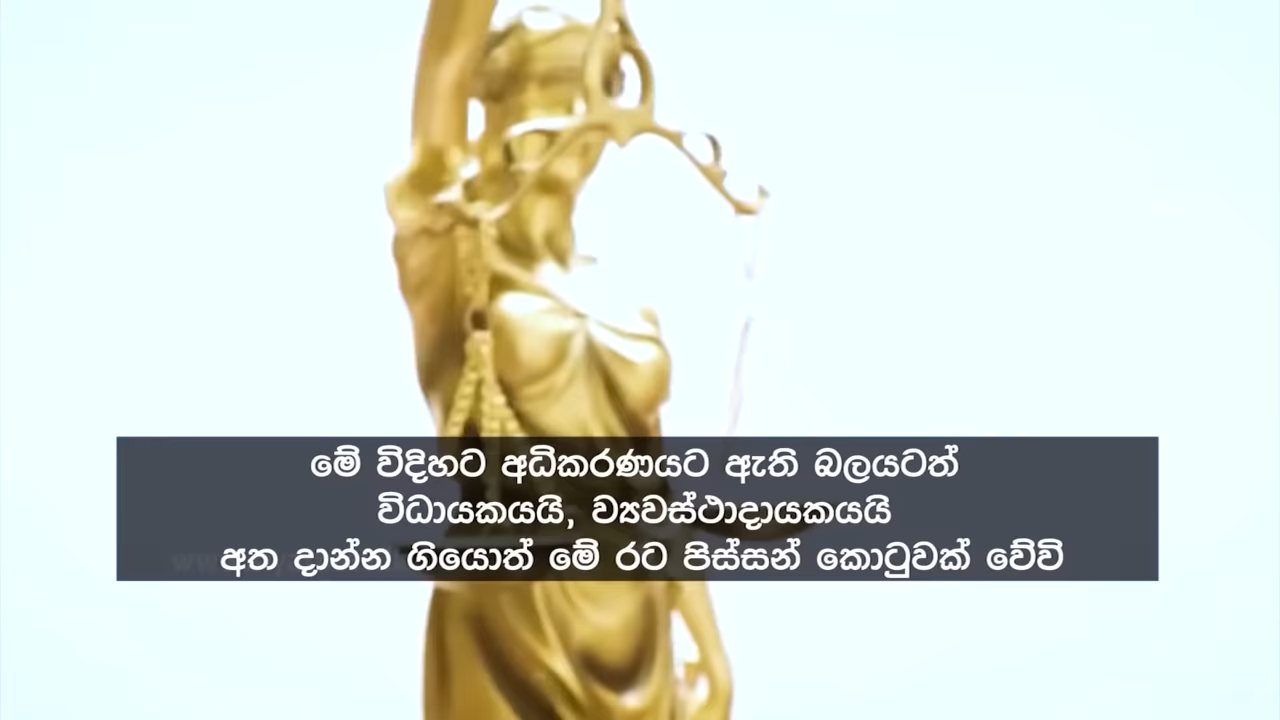 මේ විදිහට අධිකරණයට ඇති බලයටත්
විධායකයයි, ව්‍යවස්ථාදායකයයි
අත දාන්න ගියොත් මේ රට පිස්සන් කොටුවක් වේවි